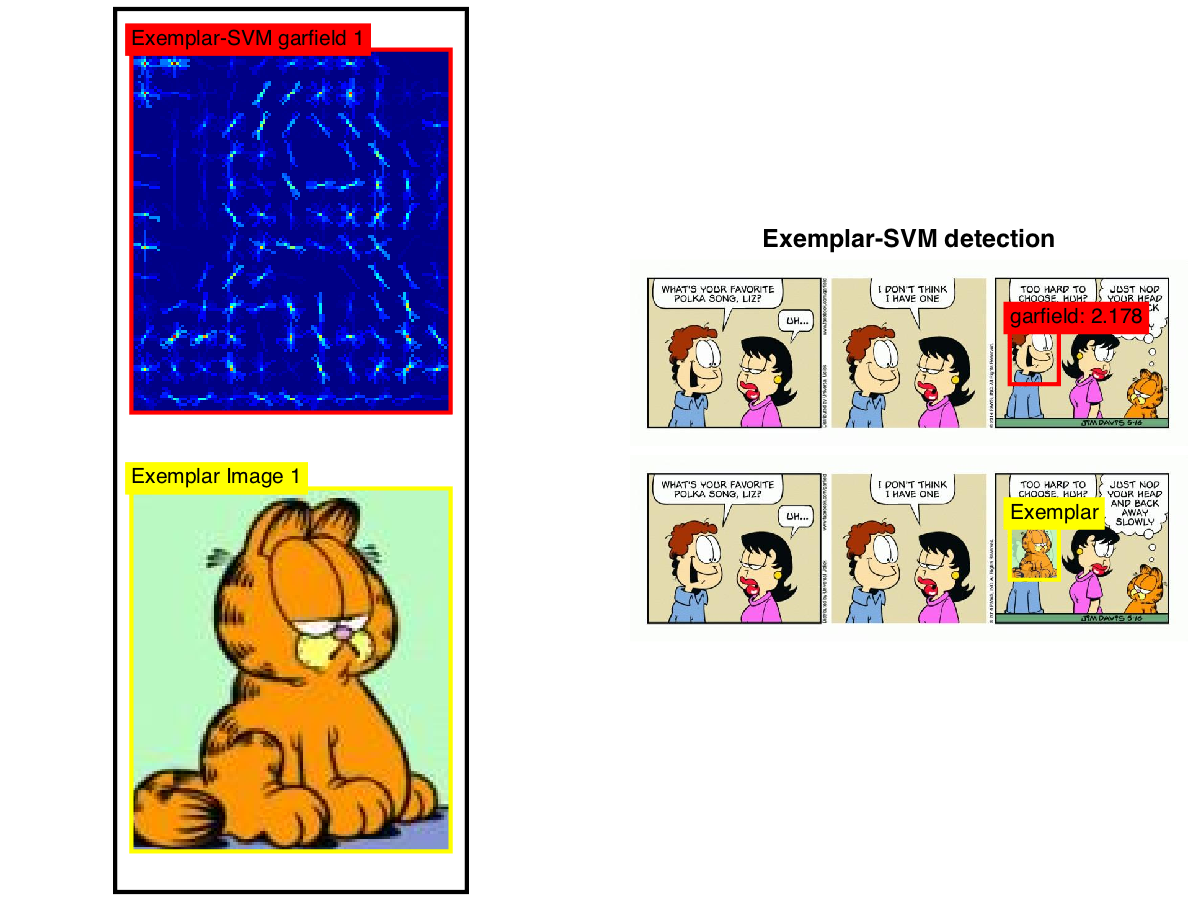 Exemplar-SVM garfield 1
Exemplar Image 1
Exemplar-SVM detection
WHAT'S YOUR FAVORITE
POLKA SONG, LIZ?
UH...
I DON'T THINK
I HAVE ONE
TOO HARD TO
CHOOSE, HUH?
JUST NOD
YOUR HEAD
CK
Y
garfield: 2.178
JIM DAVIS 5-16
WHAT'S YOUR FAVORITE
POLKA SONG, LIZ?
UH...
I DON'T THINK
I HAVE ONE
TOO HARD TO
CHOOSE, HUH?
JUST NOD
YOUR HEAD
AND BACK
AWAY
SLOWLY
Exemplar
JIM DAVIS 5-16